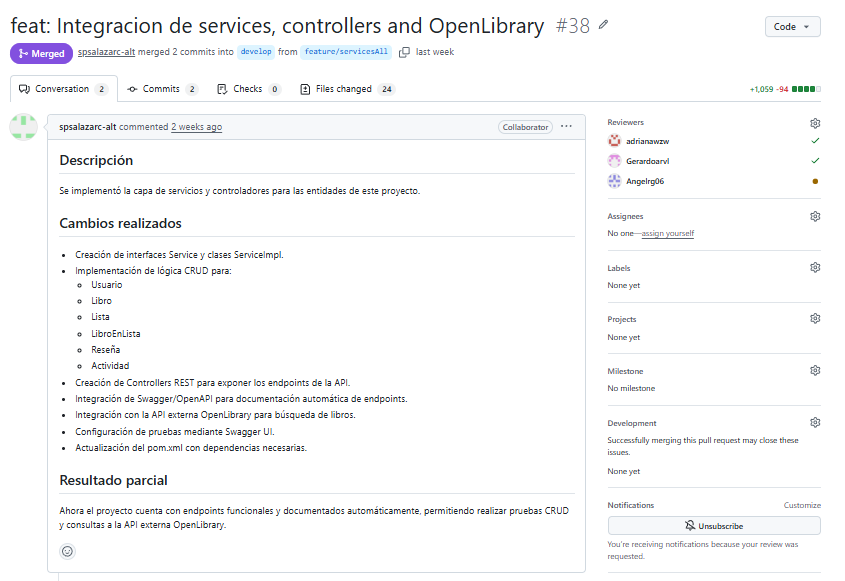 feat: Integracion de services, controllers and OpenLibrary #38
Code
Merged spsalazarc-alt merged 2 commits into develop from feature/servicesAll last week
Conversation 2 Commits 2 Checks 0 Files changed 24
+1,059 -94
spsalazarc-alt commented 2 weeks ago Collaborator ...
Descripción
Se implementó la capa de servicios y controladores para las entidades de este proyecto.
Cambios realizados
Creación de interfaces Service y clases ServiceImpl.
Implementación de lógica CRUD para:
Usuario
Libro
Lista
LibroEnLista
Reseña
Actividad
Creación de Controllers REST para exponer los endpoints de la API.
Integración de Swagger/OpenAPI para documentación automática de endpoints.
Integración con la API externa OpenLibrary para búsqueda de libros.
Configuración de pruebas mediante Swagger UI.
Actualización del pom.xml con dependencias necesarias.
Resultado parcial
Ahora el proyecto cuenta con endpoints funcionales y documentados automáticamente, permitiendo realizar pruebas CRUD
y consultas a la API externa OpenLibrary.
Reviewers
adrianawzw
Gerardoarvl
Angelrg06
Assignees
No one—assign yourself
Labels
None yet
Projects
None yet
Milestone
No milestone
Development
Successfully merging this pull request may close these
issues.
None yet
Notifications Customize
Unsubscribe
You're receiving notifications because your review was
requested.